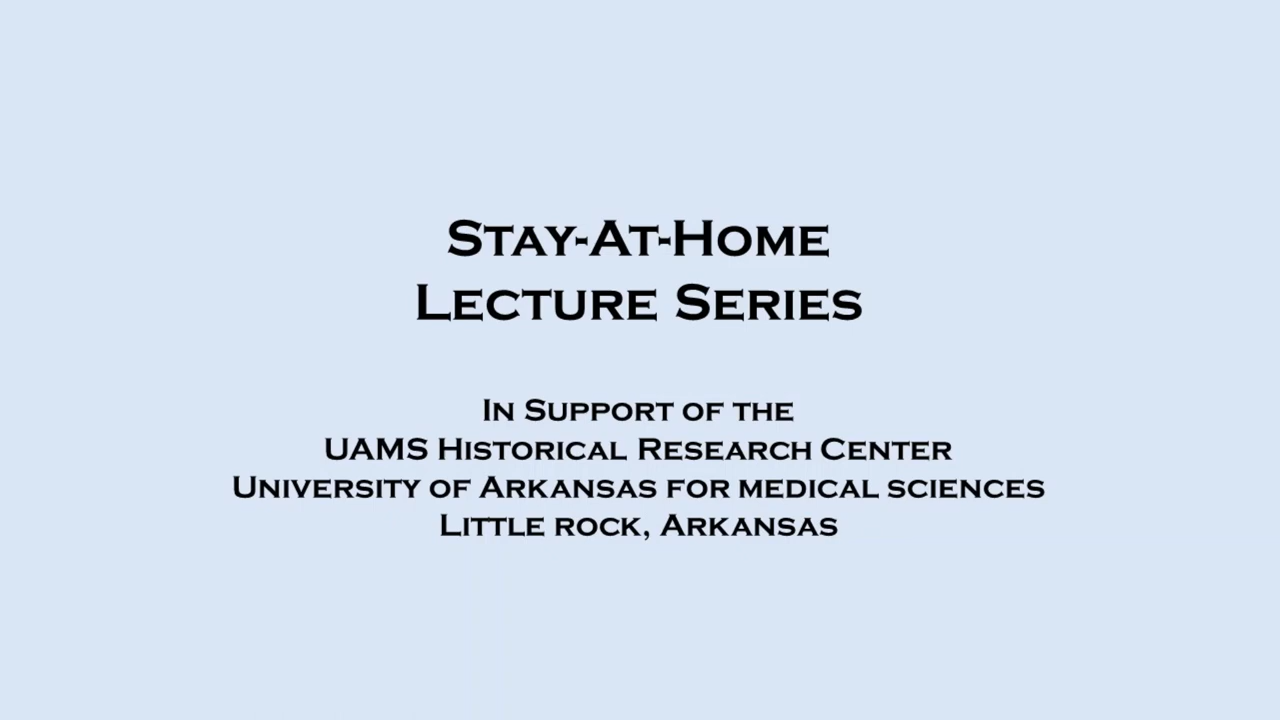 Stay-At-Home
Lecture Series
In Support of the
UAMS Historical Research Center
University of Arkansas for medical sciences
Little rock, Arkansas